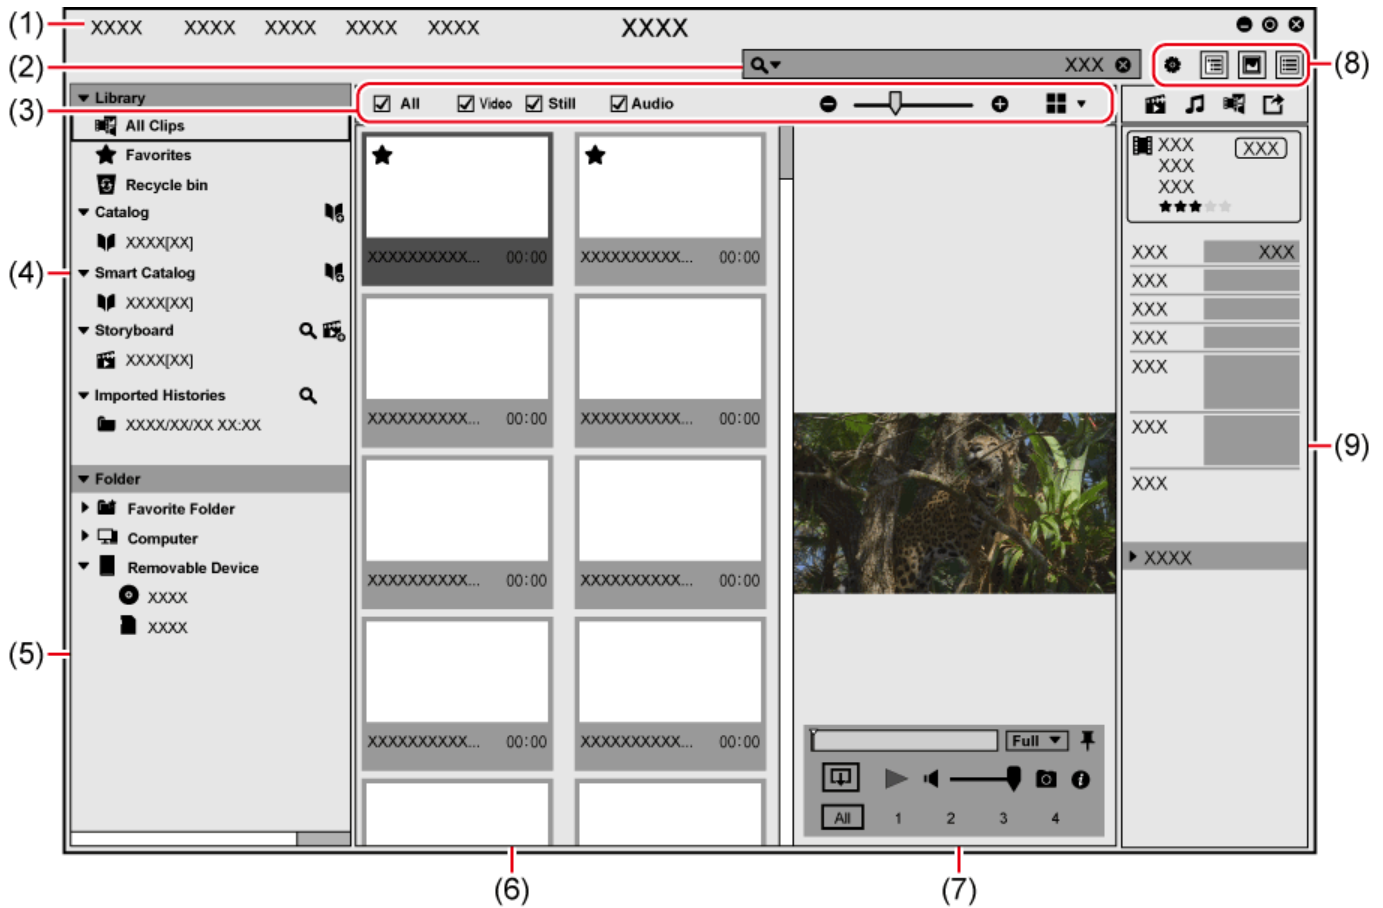 (1) XXXX XXXX XXXX XXXX XXXX XXXX
(2) XXX
(8)
(3) All Video Still Audio
Library
All Clips
Favorites
Recycle bin
Catalog
XXXX[XX]
(4) Smart Catalog
XXXX[XX]
Storyboard
XXXX[XX]
Imported Histories
XXXX/XX/XX XX:XX
Folder
Favorite Folder
Computer
Removable Device
XXXX
XXXX
(5)
XXXXXXXXXX... 00:00 XXXXXXXXXX... 00:00
XXXXXXXXXX... 00:00 XXXXXXXXXX... 00:00
XXXXXXXXXX... 00:00 XXXXXXXXXX... 00:00
XXXXXXXXXX... 00:00 XXXXXXXXXX... 00:00
(6)
Full
All 1 2 3 4
(7)
XXX XXX
XXX
XXX
XXX XXX
XXX
XXX
XXX
XXX
XXX
(9)
XXX
XXXX